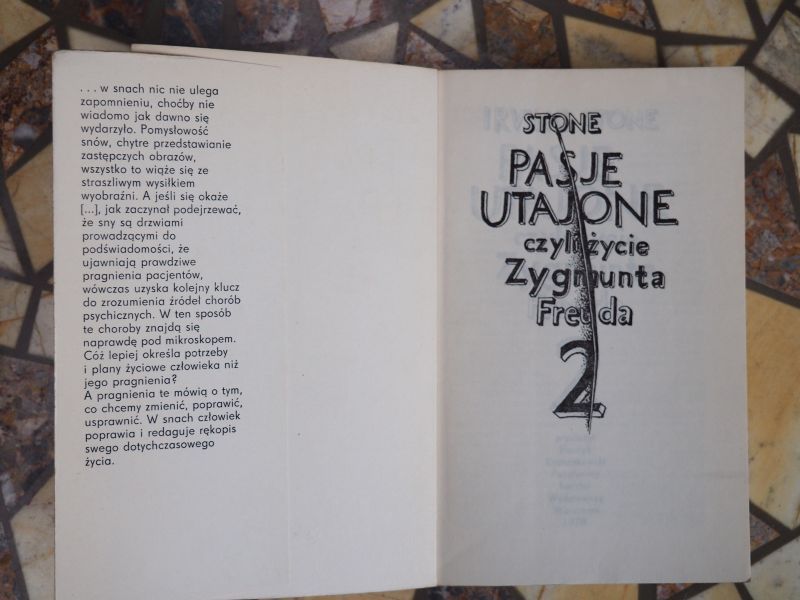 . . . w snach nic nie ulega
zapomnieniu, choćby nie
wiadomo jak dawno się
wydarzyło. Pomysłowość
snów, chytre przedstawianie
zastępczych obrazów,
wszystko to wiąże się ze
straszliwym wysiłkiem
wyobraźni. A jeśli się okaże
[...], jak zaczynał podejrzewać,
że sny są drzwiami
prowadzącymi do
podświadomości, że
ujawniają prawdziwe
pragnienia pacjentów,
wówczas uzyska kolejny klucz
do zrozumienia źródeł chorób
psychicznych. W ten sposób
te choroby znajdą się
naprawdę pod mikroskopem.
Cóż lepiej określa potrzeby
i plany życiowe człowieka niż
jego pragnienia?
A pragnienia te mówią o tym,
co chcemy zmienić, poprawić,
usprawnić. W snach człowiek
poprawia i redaguje rękopis
swego dotychczasowego
życia.
STONE
PASJE
UTAJONE
czyli życie
Zygmunta
Freuda
2